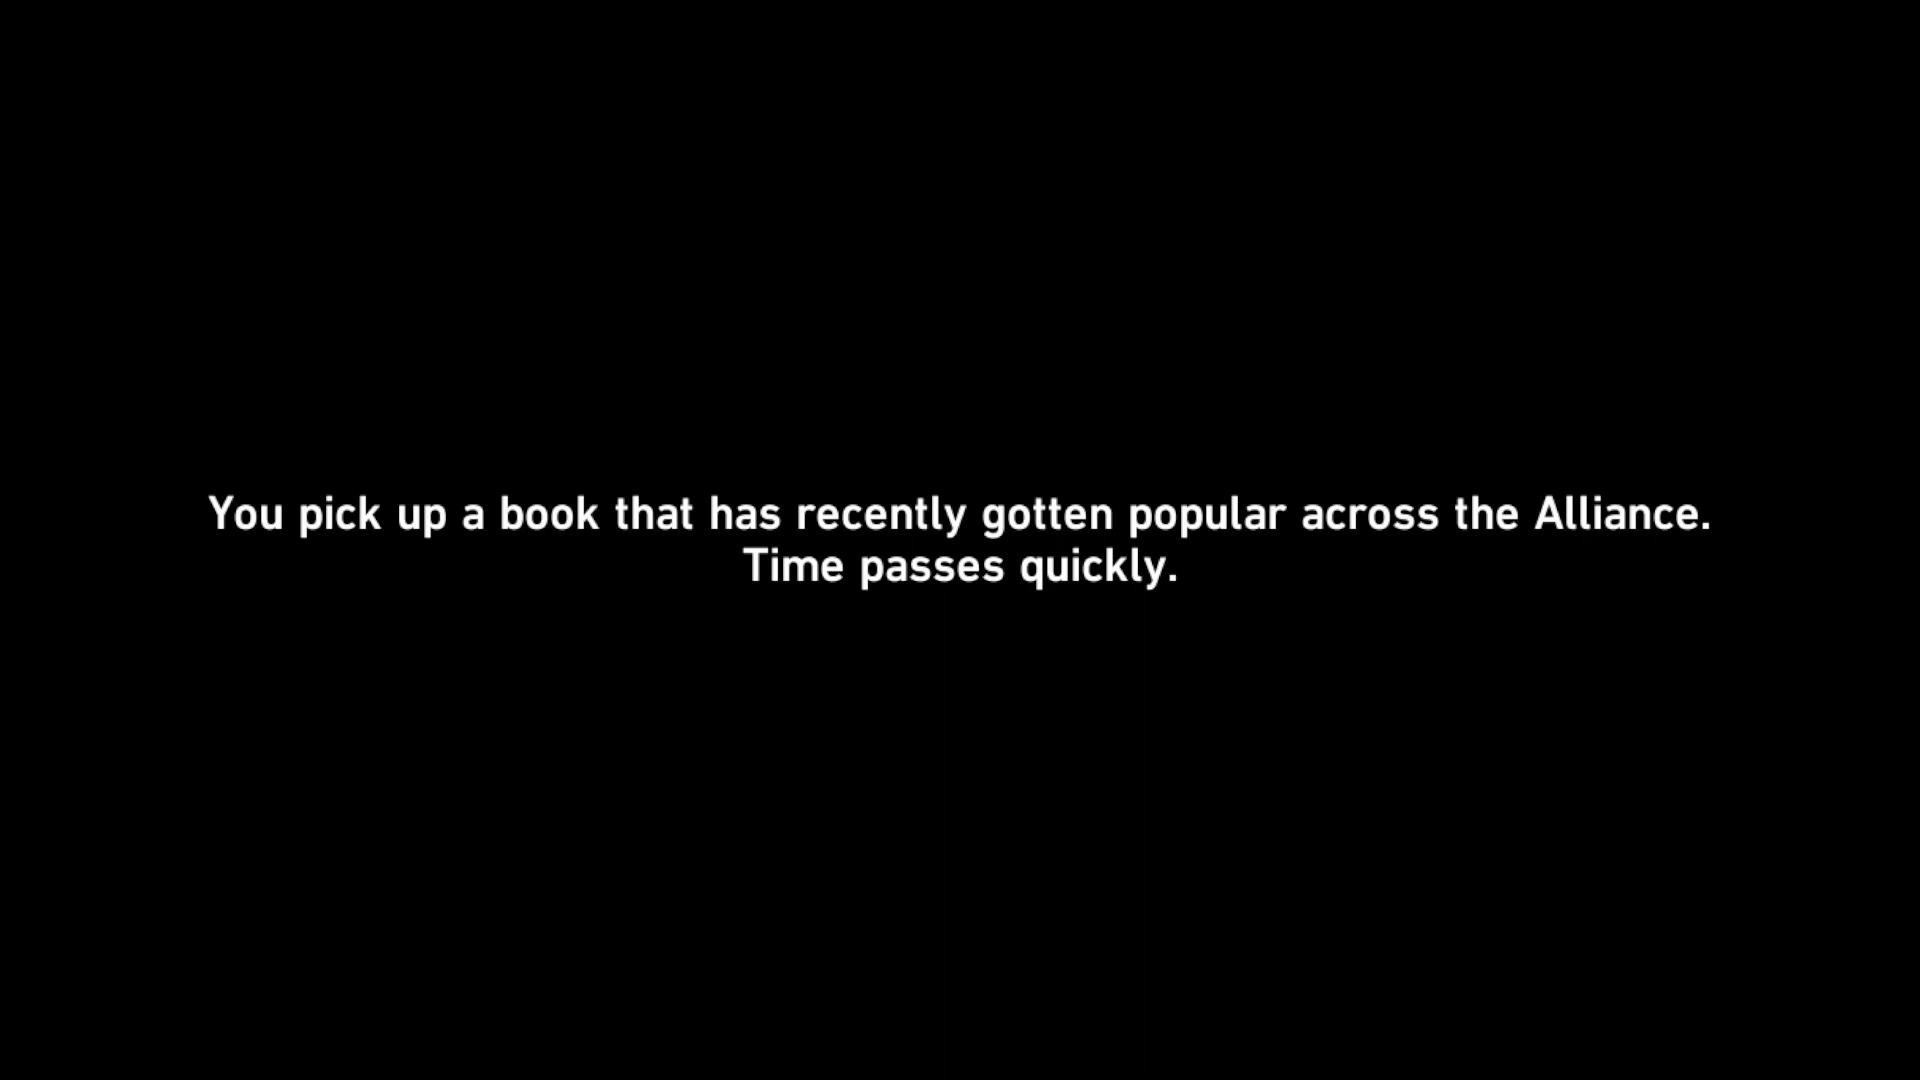 You pick up a book that has recently gotten popular across the Alliance.
Time passes quickly.